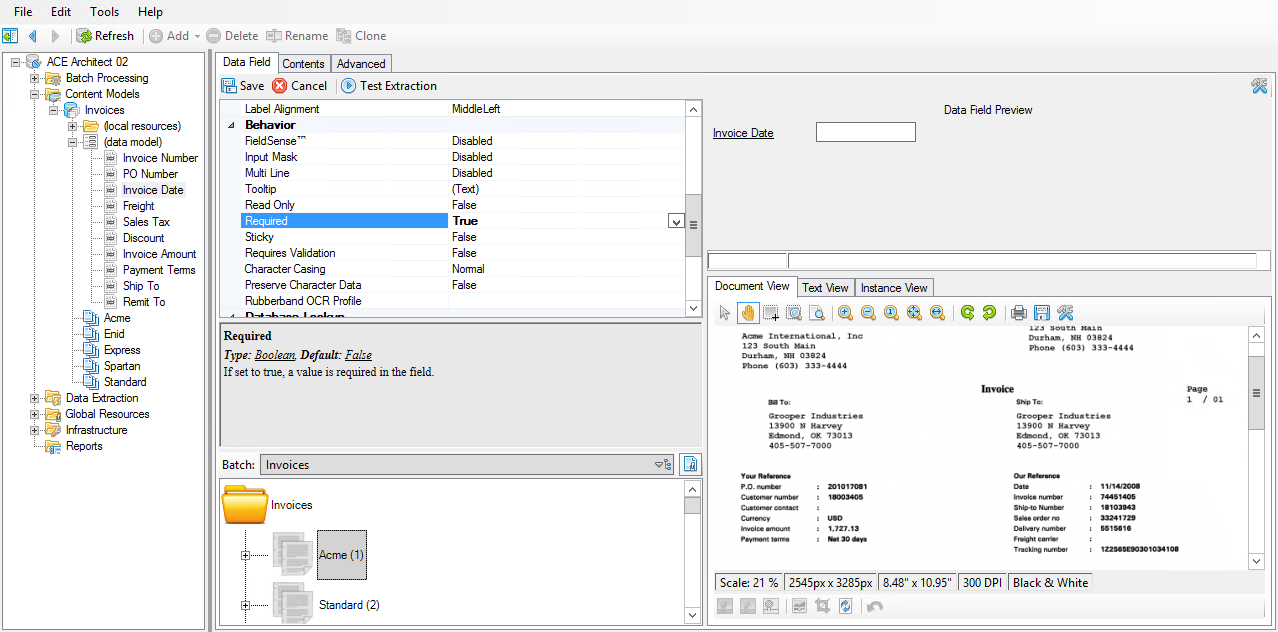 File Edit Tools Help
Refresh Add Delete Rename Clone
ACE Architect 02
Batch Processing
Content Models
Invoices
(local resources)
(data model)
Invoice Number
PO Number
Invoice Date
Freight
Sales Tax
Discount
Invoice Amount
Payment Terms
Ship To
Remit To
Acme
Enid
Express
Spartan
Standard
Data Extraction
Global Resources
Infrastructure
Reports
Data Field Contents Advanced
Save Cancel Test Extraction
Label Alignment MiddleLeft
Behavior
FieldSense™ Disabled
Input Mask Disabled
Multi Line Disabled
Tooltip (Text)
Read Only False
Required True
Sticky False
Requires Validation False
Character Casing Normal
Preserve Character Data False
Rubberband OCR Profile
Database Lookup
Required
Type: Boolean, Default: False
If set to true, a value is required in the field.
Batch: Invoices
Invoices
Acme (1)
Standard (2)
Data Field Preview
Invoice Date
Document View Text View Instance View
Acme International, Inc
123 South Main
Durham, NH 03824
Phone (603) 333-4444
123 South Main
Durham, NH 03824
Phone (603) 333-4444
Invoice
Page
1 / 01
Bill To:
Grooper Industries
13900 N Harvey
Edmond, OK 73013
405-507-7000
Ship To:
Grooper Industries
13900 N Harvey
Edmond, OK 73013
405-507-7000
Your Reference
P.O. number : 201017081
Customer number : 18003405
Customer contact :
Currency : USD
Invoice amount : 1,727.13
Payment terms : Net 30 days
Our Reference
Date : 11/14/2008
Invoice number : 74451405
Ship-to Number : 18103943
Sales order no : 33241729
Delivery number : 5515616
Freight carrier :
Tracking number : 1Z2565E90301034108
Scale: 21 % 2545px x 3285px 8.48" x 10.95" 300 DPI Black & White